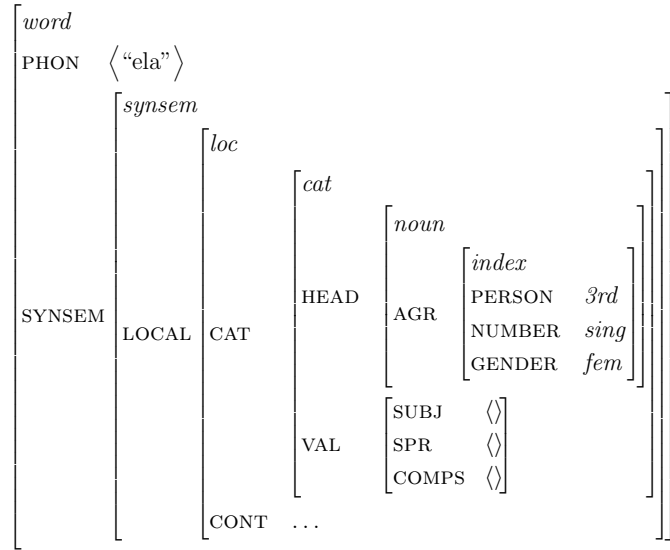 word
PHON ⟨“ela”⟩
synsem
loc
cat
noun
index
HEAD PERSON 3rd
SYNSEM AGR NUMBER sing
LOCAL CAT GENDER fem
SUBJ ⟨⟩
VAL SPR ⟨⟩
COMPS ⟨⟩
CONT ...